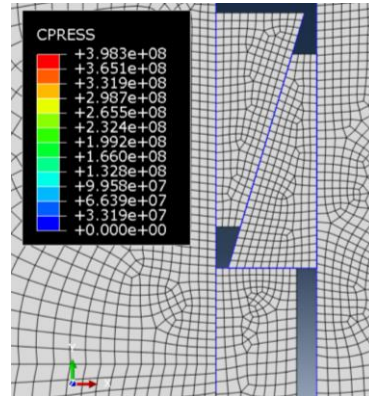 CPRESS
+3.983e+08
+3.651e+08
+3.319e+08
+2.987e+08
+2.655e+08
+2.324e+08
+1.992e+08
+1.660e+08
+1.328e+08
+9.958e+07
+6.639e+07
+3.319e+07
+0.000e+00
Y
X